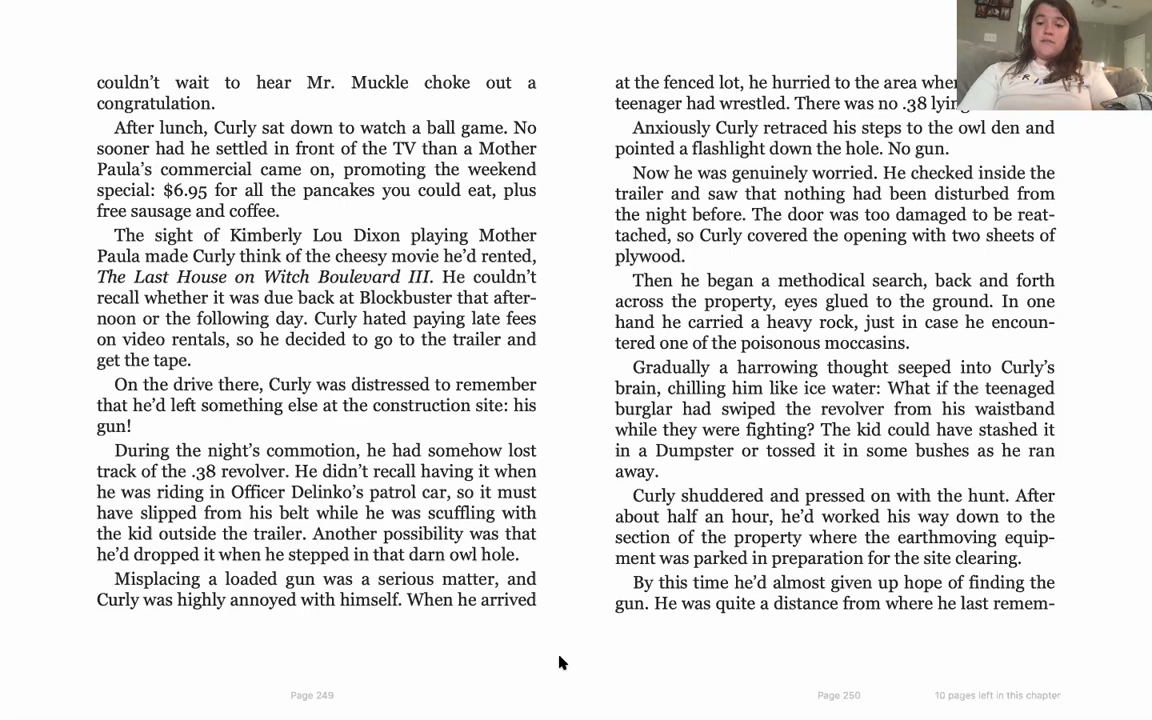 couldn't wait to hear Mr. Muckle choke out a
congratulation.
After lunch, Curly sat down to watch a ball game. No
sooner had he settled in front of the TV than a Mother
Paula's commercial came on, promoting the weekend
special: $6.95 for all the pancakes you could eat, plus
free sausage and coffee.
The sight of Kimberly Lou Dixon playing Mother
Paula made Curly think of the cheesy movie he'd rented,
The Last House on Witch Boulevard III. He couldn't
recall whether it was due back at Blockbuster that after-
noon or the following day. Curly hated paying late fees
on video rentals, so he decided to go to the trailer and
get the tape.
On the drive there, Curly was distressed to remember
that he'd left something else at the construction site: his
gun!
During the night's commotion, he had somehow lost
track of the .38 revolver. He didn't recall having it when
he was riding in Officer Delinko's patrol car, so it must
have slipped from his belt while he was scuffling with
the kid outside the trailer. Another possibility was that
he'd dropped it when he stepped in that darn owl hole.
Misplacing a loaded gun was a serious matter, and
Curly was highly annoyed with himself. When he arrived
Page 249
at the fenced lot, he hurried to the area
teenager had wrestled. There was no .38
Anxiously Curly retraced his steps to the owl den and
pointed a flashlight down the hole. No gun.
Now he was genuinely worried. He checked inside the
trailer and saw that nothing had been disturbed from
the night before. The door was too damaged to be reat-
tached, so Curly covered the opening with two sheets of
plywood.
Then he began a methodical search, back and forth
across the property, eyes glued to the ground. In one
hand he carried a heavy rock, just in case he encoun-
tered one of the poisonous moccasins.
Gradually a harrowing thought seeped into Curly's
brain, chilling him like ice water: What if the teenaged
burglar had swiped the revolver from his waistband
while they were fighting? The kid could have stashed it
in a Dumpster or tossed it in some bushes as he ran
away.
Curly shuddered and pressed on with the hunt. After
about half an hour, he'd worked his way down to the
section of the property where the earthmoving equip-
ment was parked in preparation for the site clearing.
By this time he'd almost given up hope of finding the
gun. He was quite a distance from where he last remem-
Page 250
10 pages left in this chapter